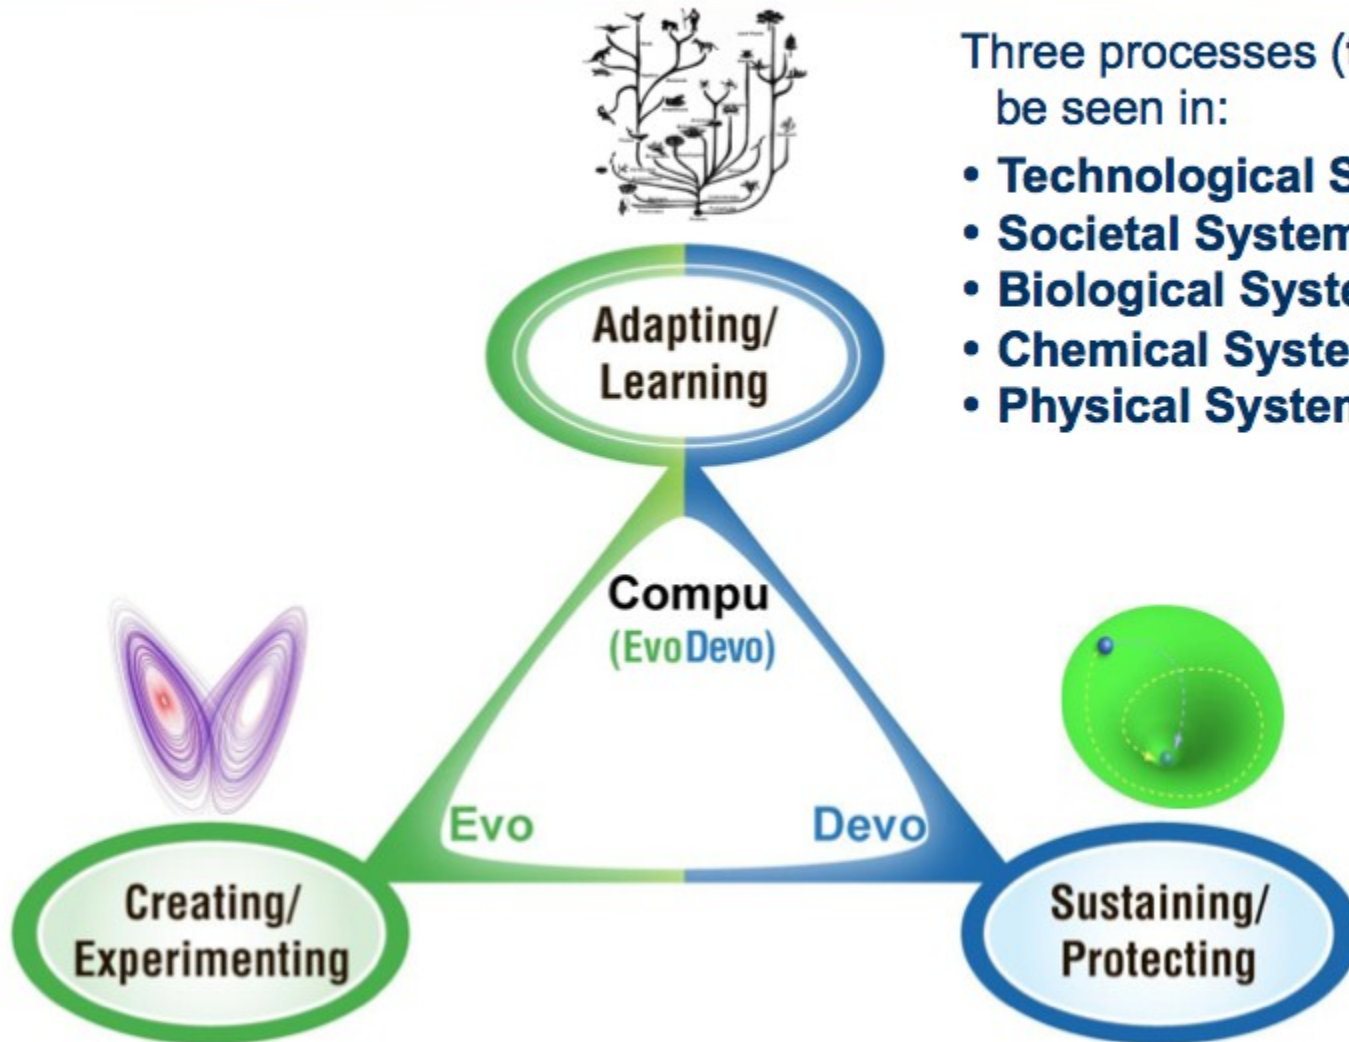 Three processes (
be seen in:
• Technological S
• Societal System
• Biological Syste
• Chemical Syste
• Physical System
Adapting/
Learning
Compu
(EvoDevo)
Evo
Devo
Creating/
Experimenting
Sustaining/
Protecting